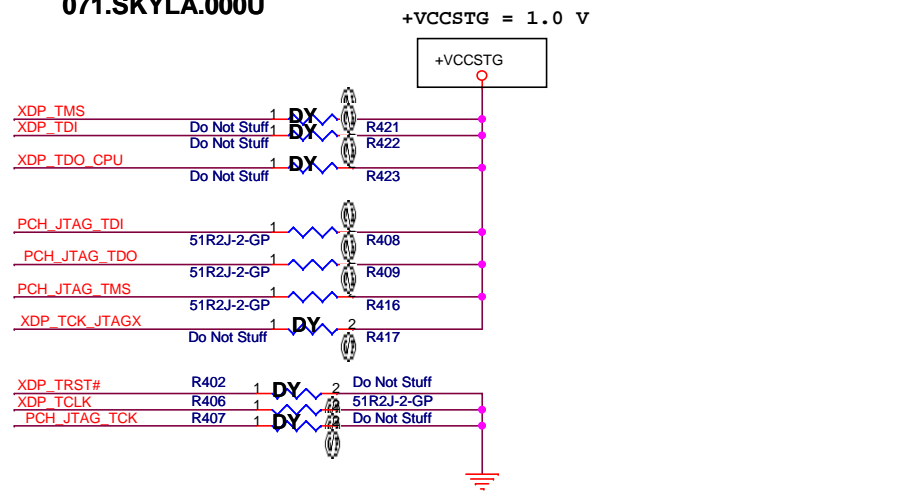 071.SKYLA.000U
+VCCSTG = 1.0 V
+VCCSTG
XDP_TMS 1 DY R421
Do Not Stuff
XDP_TDI 1 DY R422
Do Not Stuff
XDP_TDO_CPU 1 DY R423
Do Not Stuff
PCH_JTAG_TDI 1 R408
51R2J-2-GP
PCH_JTAG_TDO 1 R409
51R2J-2-GP
PCH_JTAG_TMS 1 R416
51R2J-2-GP
XDP_TCK_JTAGX 1 DY 2 R417
Do Not Stuff
XDP_TRST# R402 1 DY 2 Do Not Stuff
XDP_TCLK R406 1 51R2J-2-GP
PCH_JTAG_TCK R407 1 DY Do Not Stuff